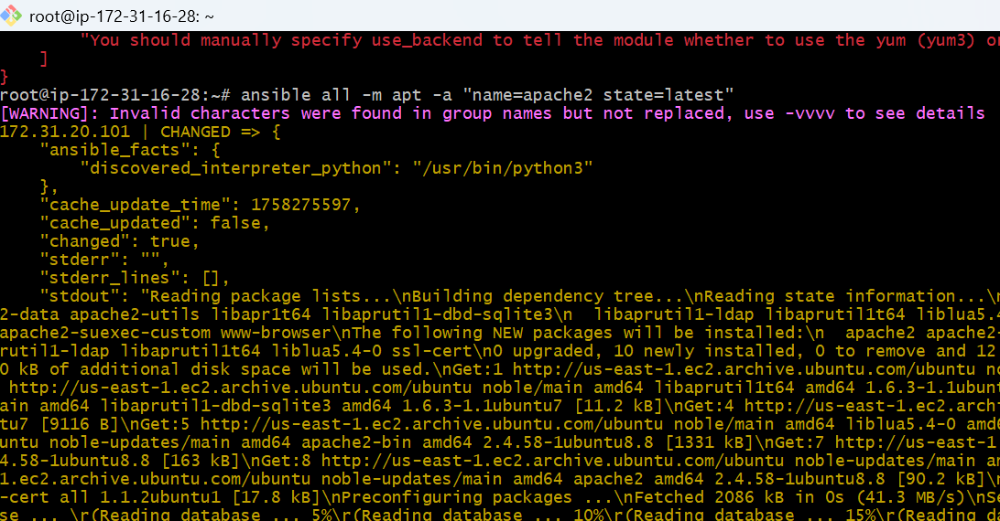 root@ip-172-31-16-28: ~
"You should manually specify use_backend to tell the module whether to use the yum (yum3) or
]
}
root@ip-172-31-16-28:~# ansible all -m apt -a "name=apache2 state=latest"
[WARNING]: Invalid characters were found in group names but not replaced, use -vvvv to see details
172.31.20.101 | CHANGED => {
"ansible_facts": {
"discovered_interpreter_python": "/usr/bin/python3"
},
"cache_update_time": 1758275597,
"cache_updated": false,
"changed": true,
"stderr": "",
"stderr_lines": [],
"stdout": "Reading package lists...\nBuilding dependency tree...\nReading state information...\n
2-data apache2-utils libapr1t64 libaprutil1-dbd-sqlite3\n  libaprutil1-ldap libaprutil1t64 liblua5.4
apache2-suexec-custom www-browser\nThe following NEW packages will be installed:\n  apache2 apache2-
rutil1-ldap libaprutil1t64 liblua5.4-0 ssl-cert\n0 upgraded, 10 newly installed, 0 to remove and 12
0 kB of additional disk space will be used.\nGet:1 http://us-east-1.ec2.archive.ubuntu.com/ubuntu no
http://us-east-1.ec2.archive.ubuntu.com/ubuntu noble/main amd64 libaprutil1t64 amd64 1.6.3-1.1ubunt
ain amd64 libaprutil1-dbd-sqlite3 amd64 1.6.3-1.1ubuntu7 [11.2 kB]\nGet:4 http://us-east-1.ec2.arch
tu7 [9116 B]\nGet:5 http://us-east-1.ec2.archive.ubuntu.com/ubuntu noble/main amd64 liblua5.4-0 amd
untu noble-updates/main amd64 apache2-bin amd64 2.4.58-1ubuntu8.8 [1331 kB]\nGet:7 http://us-east-1.
4.58-1ubuntu8.8 [163 kB]\nGet:8 http://us-east-1.ec2.archive.ubuntu.com/ubuntu noble-updates/main a
1.ec2.archive.ubuntu.com/ubuntu noble-updates/main amd64 apache2 amd64 2.4.58-1ubuntu8.8 [90.2 kB]\
-cert all 1.1.2ubuntu1 [17.8 kB]\nPreconfiguring packages ...\nFetched 2086 kB in 0s (41.3 MB/s)\nSe
se ... \r(Reading database ... 5%\r(Reading database ... 10%\r(Reading database ... 15%\r(Reading da